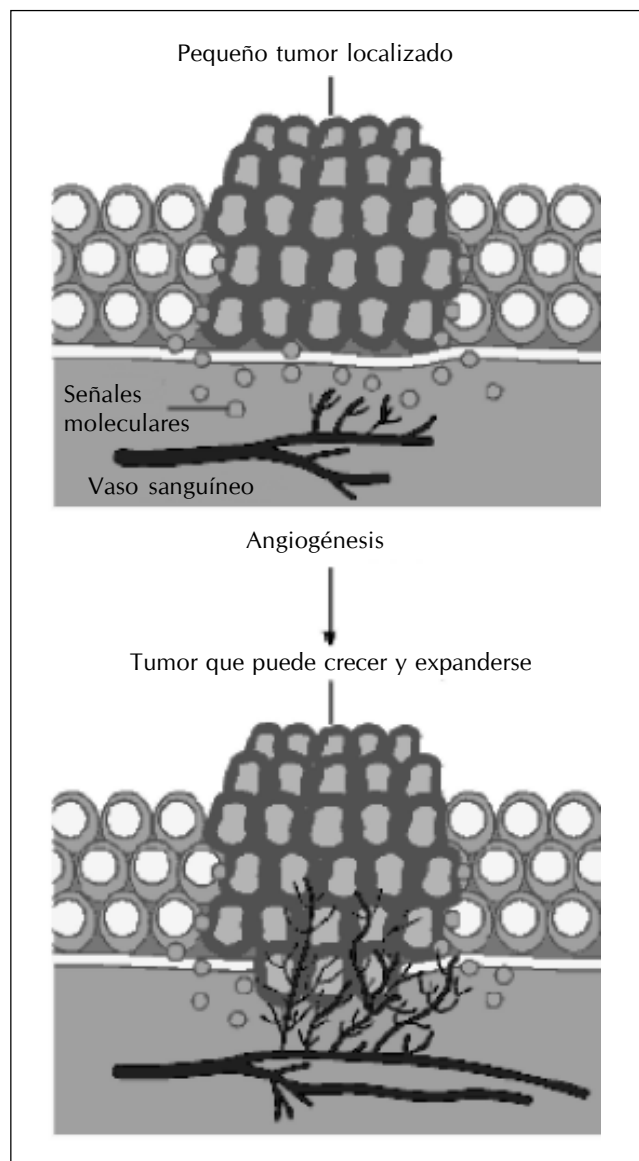 Pequeño tumor localizado
Señales
moleculares
Vaso sanguíneo
Angiogénesis
Tumor que puede crecer y expanderse